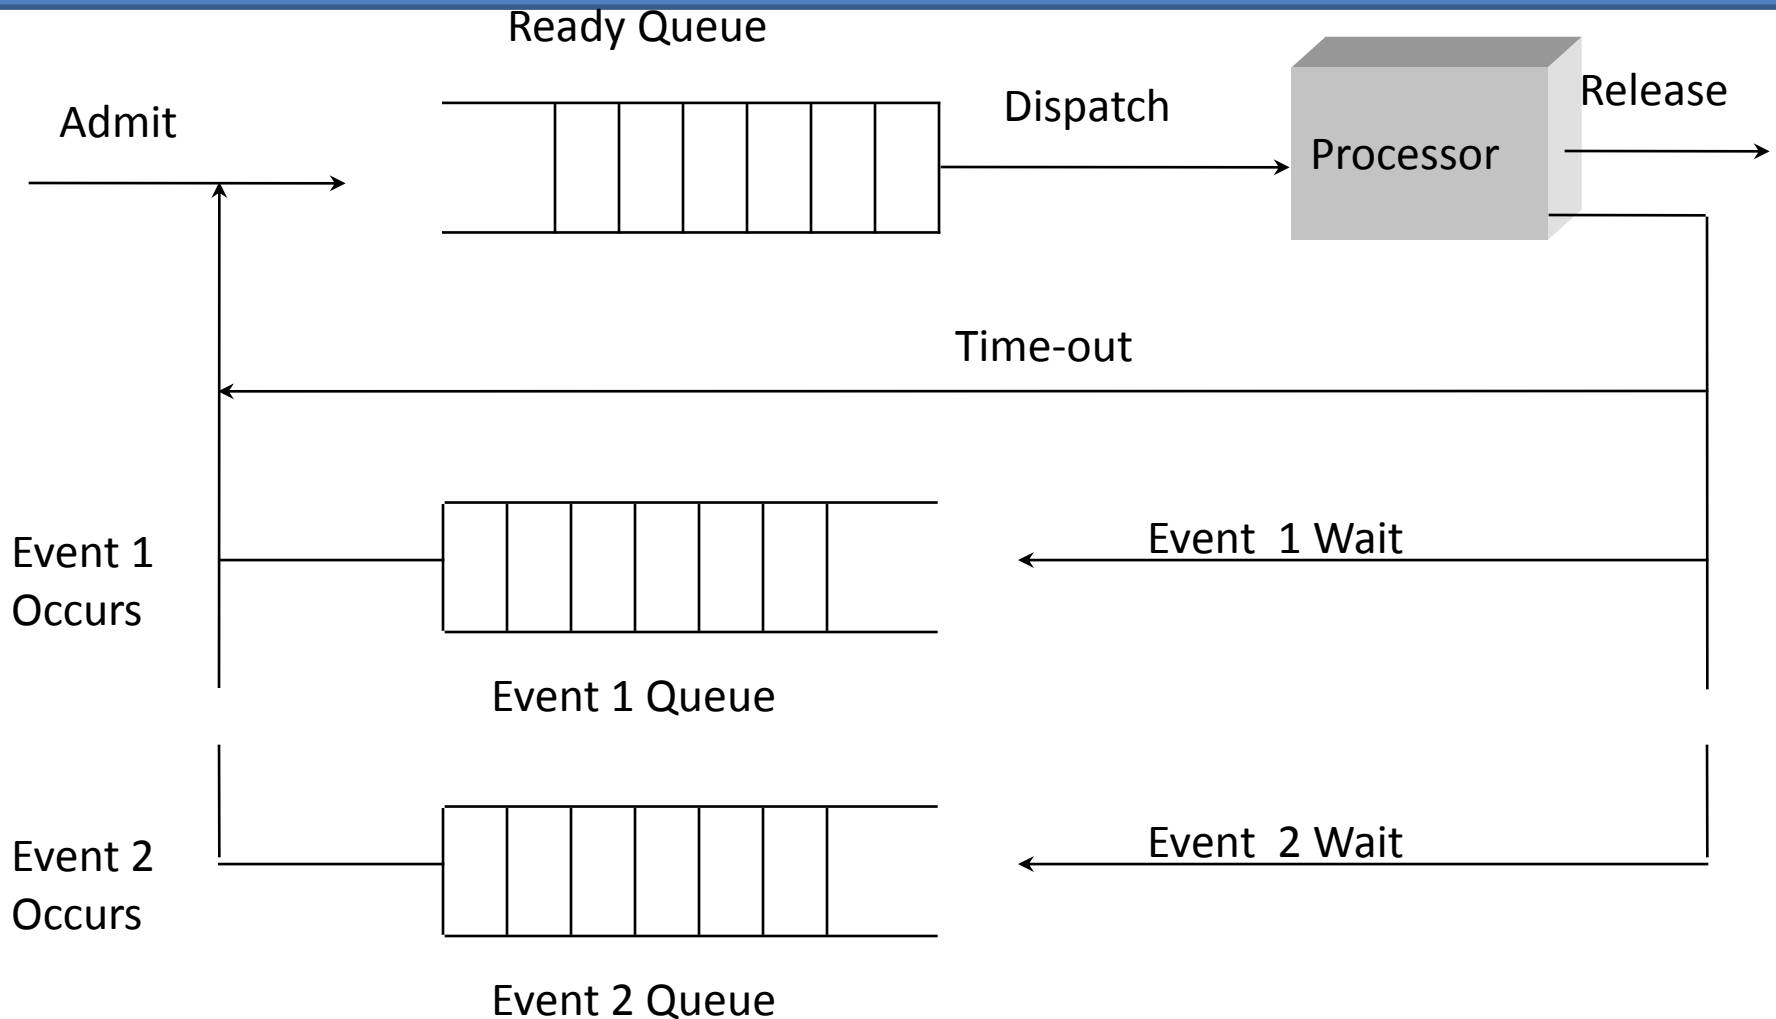 Ready Queue
Admit
Dispatch
Processor
Release
Time-out
Event 1
Occurs
Event  1 Wait
Event 1 Queue
Event 2
Occurs
Event  2 Wait
Event 2 Queue